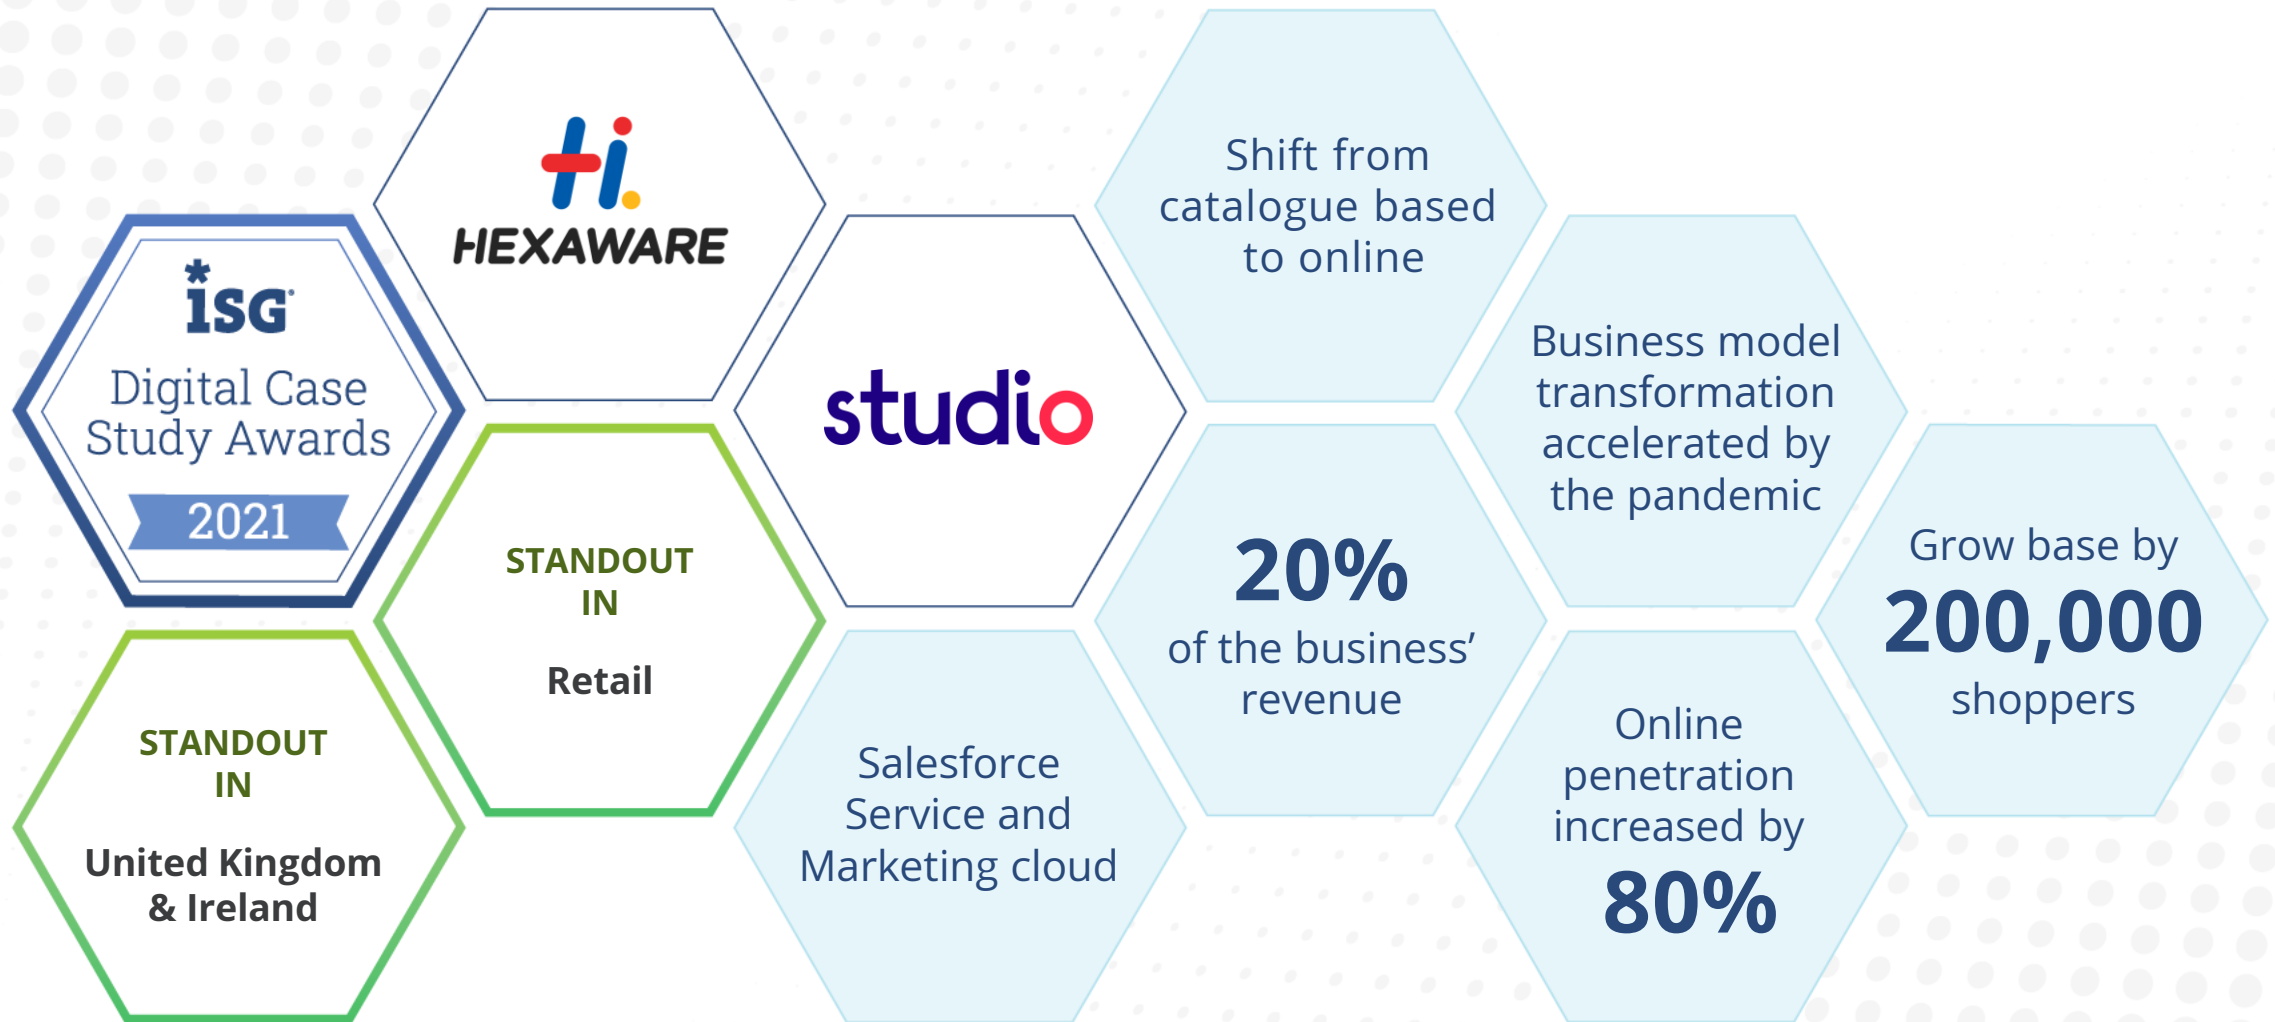 *
isg®
Digital Case
Study Awards
2021
Hi.
HEXAWARE
STANDOUT
IN
United Kingdom
& Ireland
STANDOUT
IN
Retail
studio
Salesforce
Service and
Marketing cloud
Shift from
catalogue based
to online
20%
of the business’
revenue
Business model
transformation
accelerated by
the pandemic
Online
penetration
increased by
80%
Grow base by
200,000
shoppers